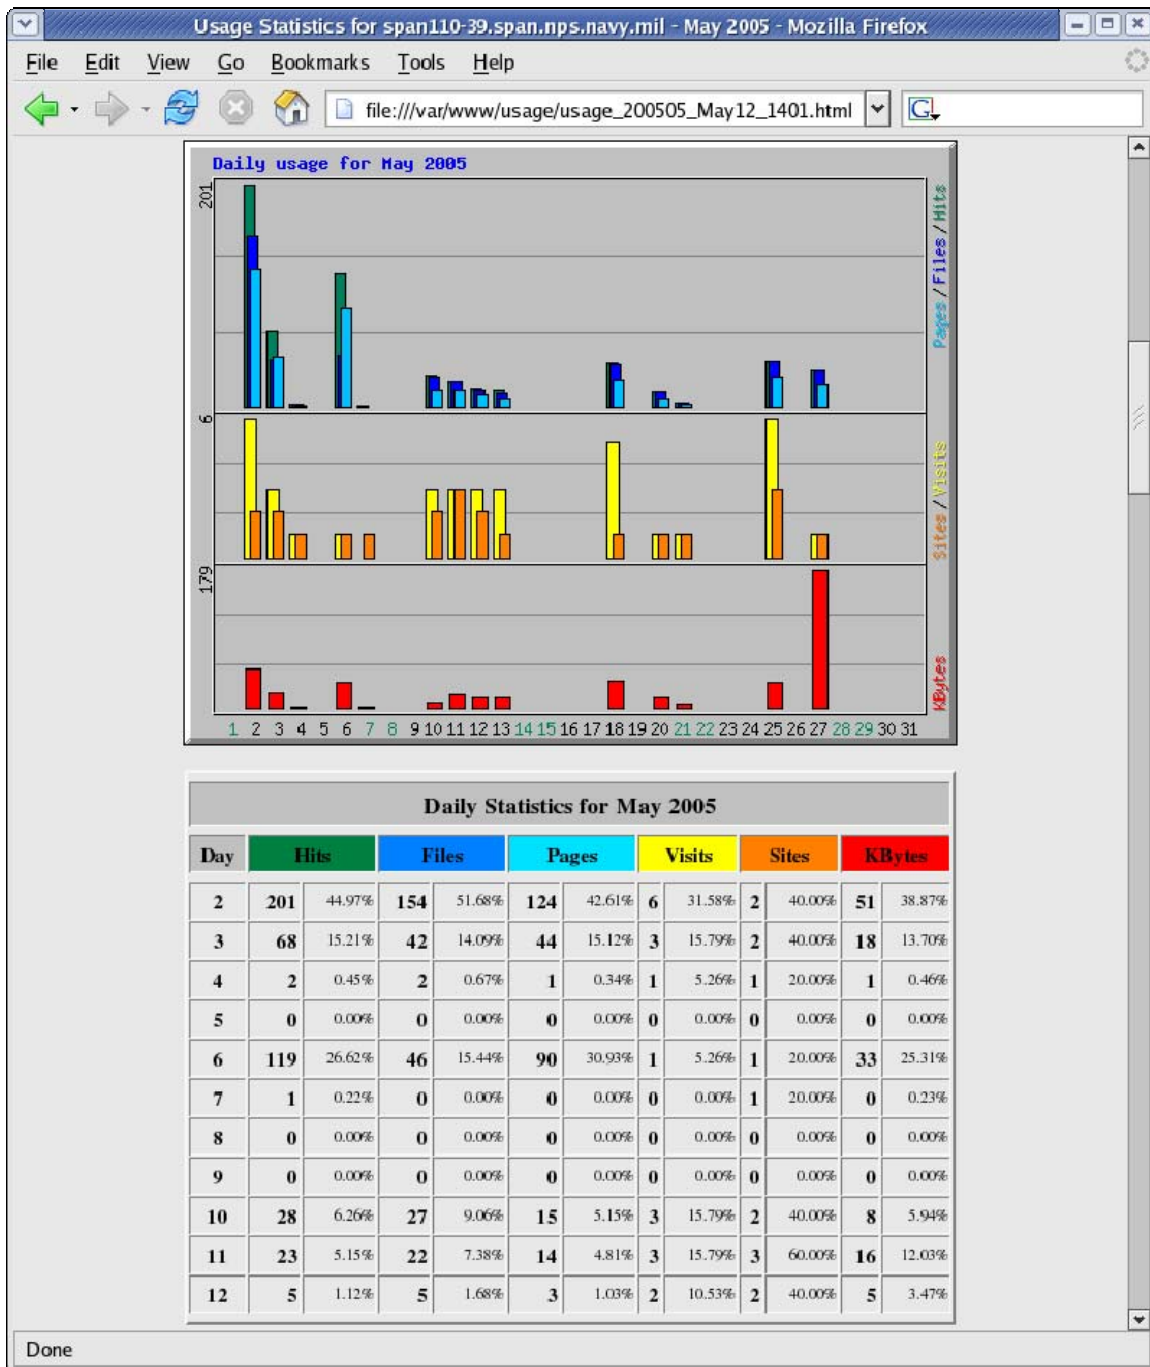 Usage Statistics for span110-39.span.nps.navy.mil - May 2005 - Mozilla Firefox
File Edit View Go Bookmarks Tools Help
file:///var/www/usage/usage_200505_May12_1401.html G
Daily usage for May 2005
201
Pages / Files / Hits
6
Sites / Visits
179
KBytes
1 2 3 4 5 6 7 8 9 10 11 12 13 14 15 16 17 18 19 20 21 22 23 24 25 26 27 28 29 30 31
Daily Statistics for May 2005
Day Hits Files Pages Visits Sites KBytes
2 201 44.97% 154 51.68% 124 42.61% 6 31.58% 2 40.00% 51 38.87%
3 68 15.21% 42 14.09% 44 15.12% 3 15.79% 2 40.00% 18 13.70%
4 2 0.45% 2 0.67% 1 0.34% 1 5.26% 1 20.00% 1 0.46%
5 0 0.00% 0 0.00% 0 0.00% 0 0.00% 0 0.00% 0 0.00%
6 119 26.62% 46 15.44% 90 30.93% 1 5.26% 1 20.00% 33 25.31%
7 1 0.22% 0 0.00% 0 0.00% 0 0.00% 1 20.00% 0 0.23%
8 0 0.00% 0 0.00% 0 0.00% 0 0.00% 0 0.00% 0 0.00%
9 0 0.00% 0 0.00% 0 0.00% 0 0.00% 0 0.00% 0 0.00%
10 28 6.26% 27 9.06% 15 5.15% 3 15.79% 2 40.00% 8 5.94%
11 23 5.15% 22 7.38% 14 4.81% 3 15.79% 3 60.00% 16 12.03%
12 5 1.12% 5 1.68% 3 1.03% 2 10.53% 2 40.00% 5 3.47%
Done